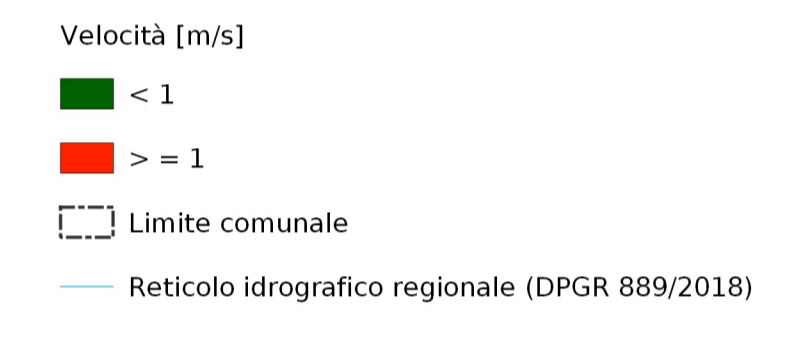 Velocità [m/s]
< 1
> = 1
Limite comunale
Reticolo idrografico regionale (DPGR 889/2018)